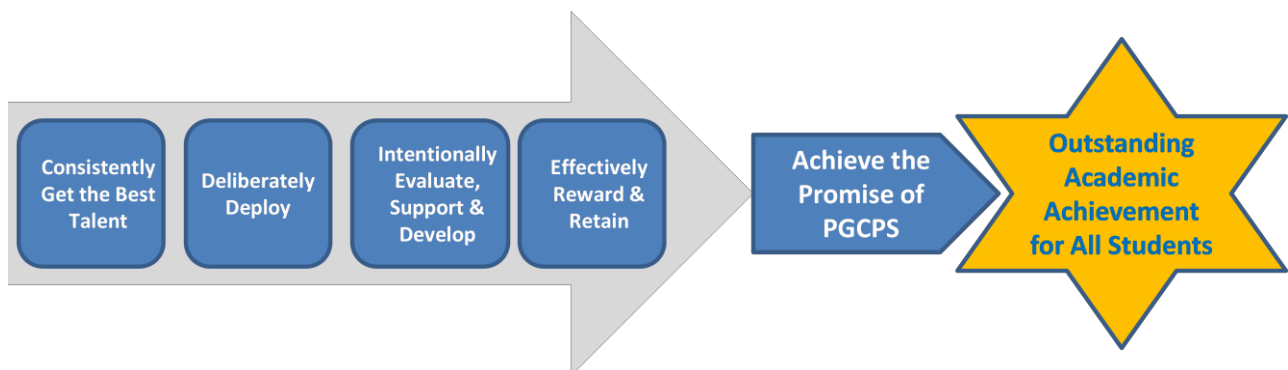 Consistently
Get the Best
Talent
Deliberately
Deploy
Intentionally
Evaluate,
Support &
Develop
Effectively
Reward &
Retain
Achieve the
Promise of
PGCPS
Outstanding
Academic
Achievement
for All Students